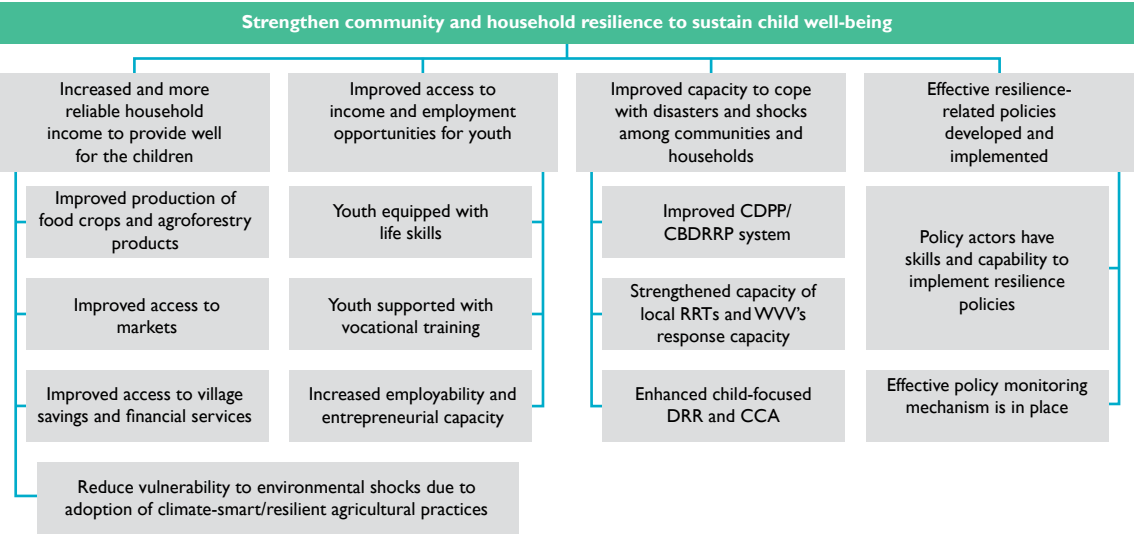 Strengthen community and household resilience to sustain child well-being
Increased and more
reliable household
income to provide well
for the children
Improved access to
income and employment
opportunities for youth
Improved capacity to cope
with disasters and shocks
among communities and
households
Effective resilience-
related policies
developed and
implemented
Improved production of
food crops and agroforestry
products
Youth equipped with
life skills
Improved CDPP/
CBDRRP system
Policy actors have
skills and capability to
implement resilience
policies
Improved access to
markets
Youth supported with
vocational training
Strengthened capacity of
local RRTs and WVV's
response capacity
Improved access to village
savings and financial services
Increased employability and
entrepreneurial capacity
Enhanced child-focused
DRR and CCA
Effective policy monitoring
mechanism is in place
Reduce vulnerability to environmental shocks due to
adoption of climate-smart/resilient agricultural practices